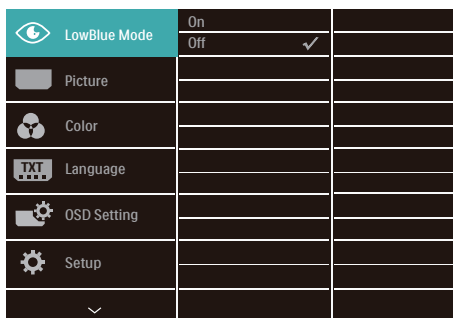 LowBlue Mode
On
Off
Picture
Color
TXT
Language
OSD Setting
Setup